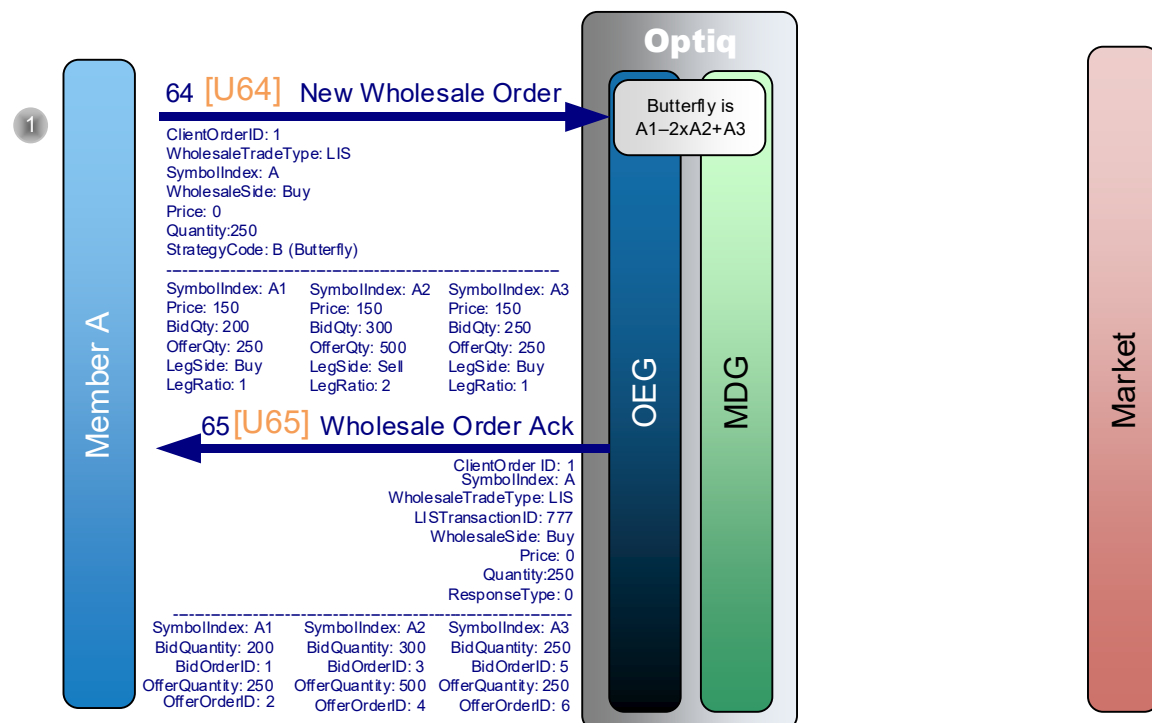 Optiq
64 [U64] New Wholesale Order
1
Butterfly is
A1–2xA2+A3
ClientOrderID: 1
WholesaleTradeType: LIS
SymbolIndex: A
WholesaleSide: Buy
Price: 0
Quantity:250
StrategyCode: B (Butterfly)
--------------------------------------------------------------
SymbolIndex: A1 SymbolIndex: A2 SymbolIndex: A3
Price: 150 Price: 150 Price: 150
BidQty: 200 BidQty: 300 BidQty: 250
OfferQty: 250 OfferQty: 500 OfferQty: 250
LegSide: Buy LegSide: Sell LegSide: Buy
LegRatio: 1 LegRatio: 2 LegRatio: 1
Member A
OEG
MDG
Market
65 [U65] Wholesale Order Ack
ClientOrder ID: 1
SymbolIndex: A
WholesaleTradeType: LIS
LISTransactionID: 777
WholesaleSide: Buy
Price: 0
Quantity:250
ResponseType: 0
--------------------------------------------------------------
SymbolIndex: A1 SymbolIndex: A2 SymbolIndex: A3
BidQuantity: 200 BidQuantity: 300 BidQuantity: 250
BidOrderID: 1 BidOrderID: 3 BidOrderID: 5
OfferQuantity: 250 OfferQuantity: 500 OfferQuantity: 250
OfferOrderID: 2 OfferOrderID: 4 OfferOrderID: 6